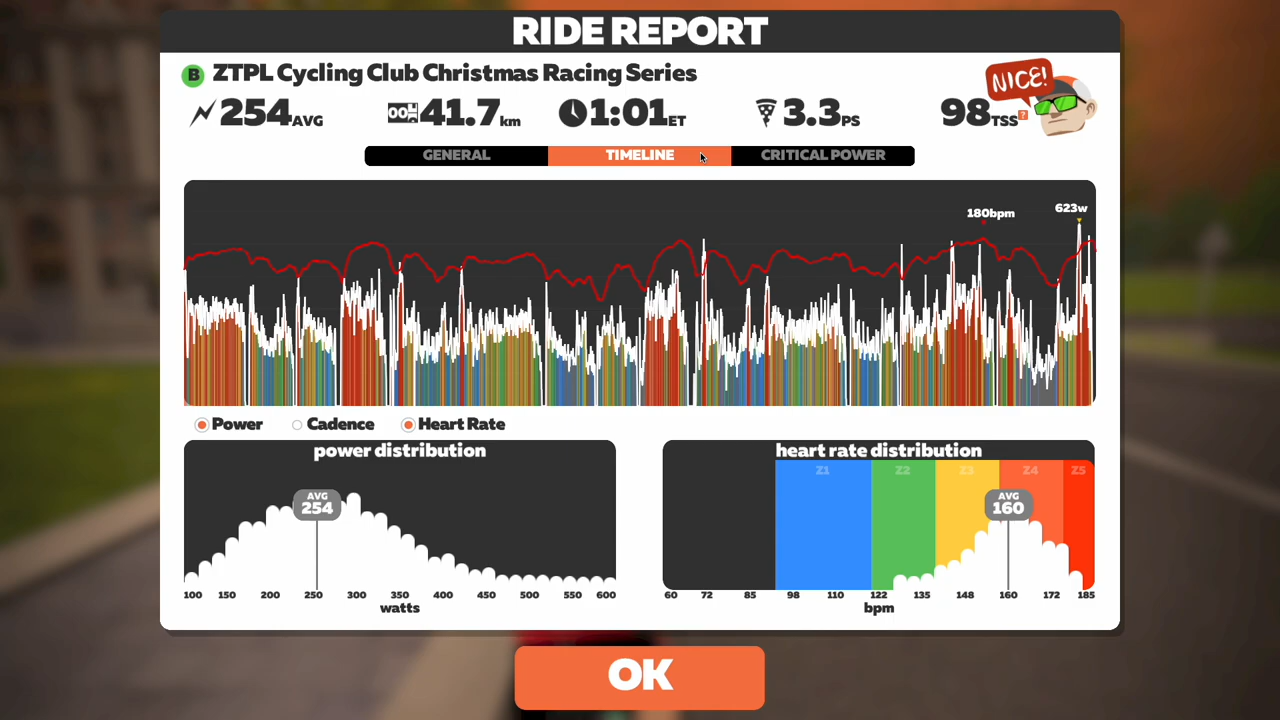 RIDE REPORT
B ZTPL Cycling Club Christmas Racing Series
NICE!
254AVG 41.7km 1:01ET 3.3PS 98TSS?
GENERAL TIMELINE CRITICAL POWER
180bpm 623w
Power Cadence Heart Rate
power distribution
AVG
254
100 150 200 250 300 350 400 450 500 550 600
watts
heart rate distribution
Z1 Z2 Z3 Z4 Z5
AVG
160
60 72 85 98 110 122 135 148 160 172 185
bpm
OK